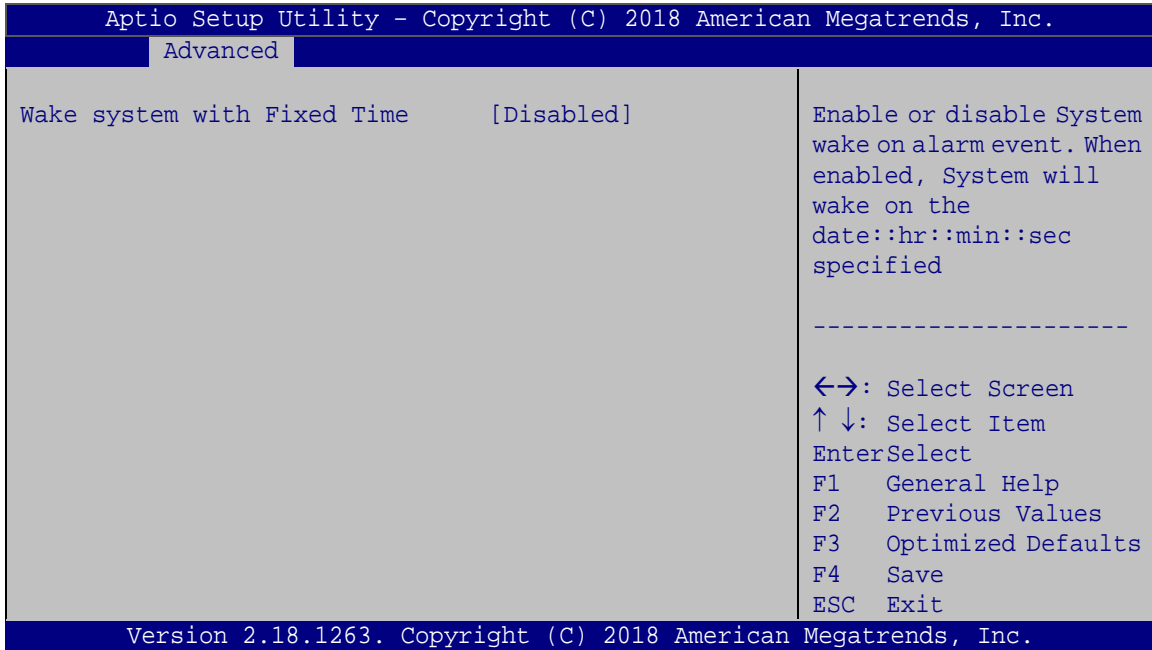 Aptio Setup Utility – Copyright (C) 2018 American Megatrends, Inc.
Advanced
Wake system with Fixed Time [Disabled]
Enable or disable System
wake on alarm event. When
enabled, System will
wake on the
date::hr::min::sec
specified
----------------------
←→: Select Screen
↑ ↓: Select Item
EnterSelect
F1 General Help
F2 Previous Values
F3 Optimized Defaults
F4 Save
ESC Exit
Version 2.18.1263. Copyright (C) 2018 American Megatrends, Inc.